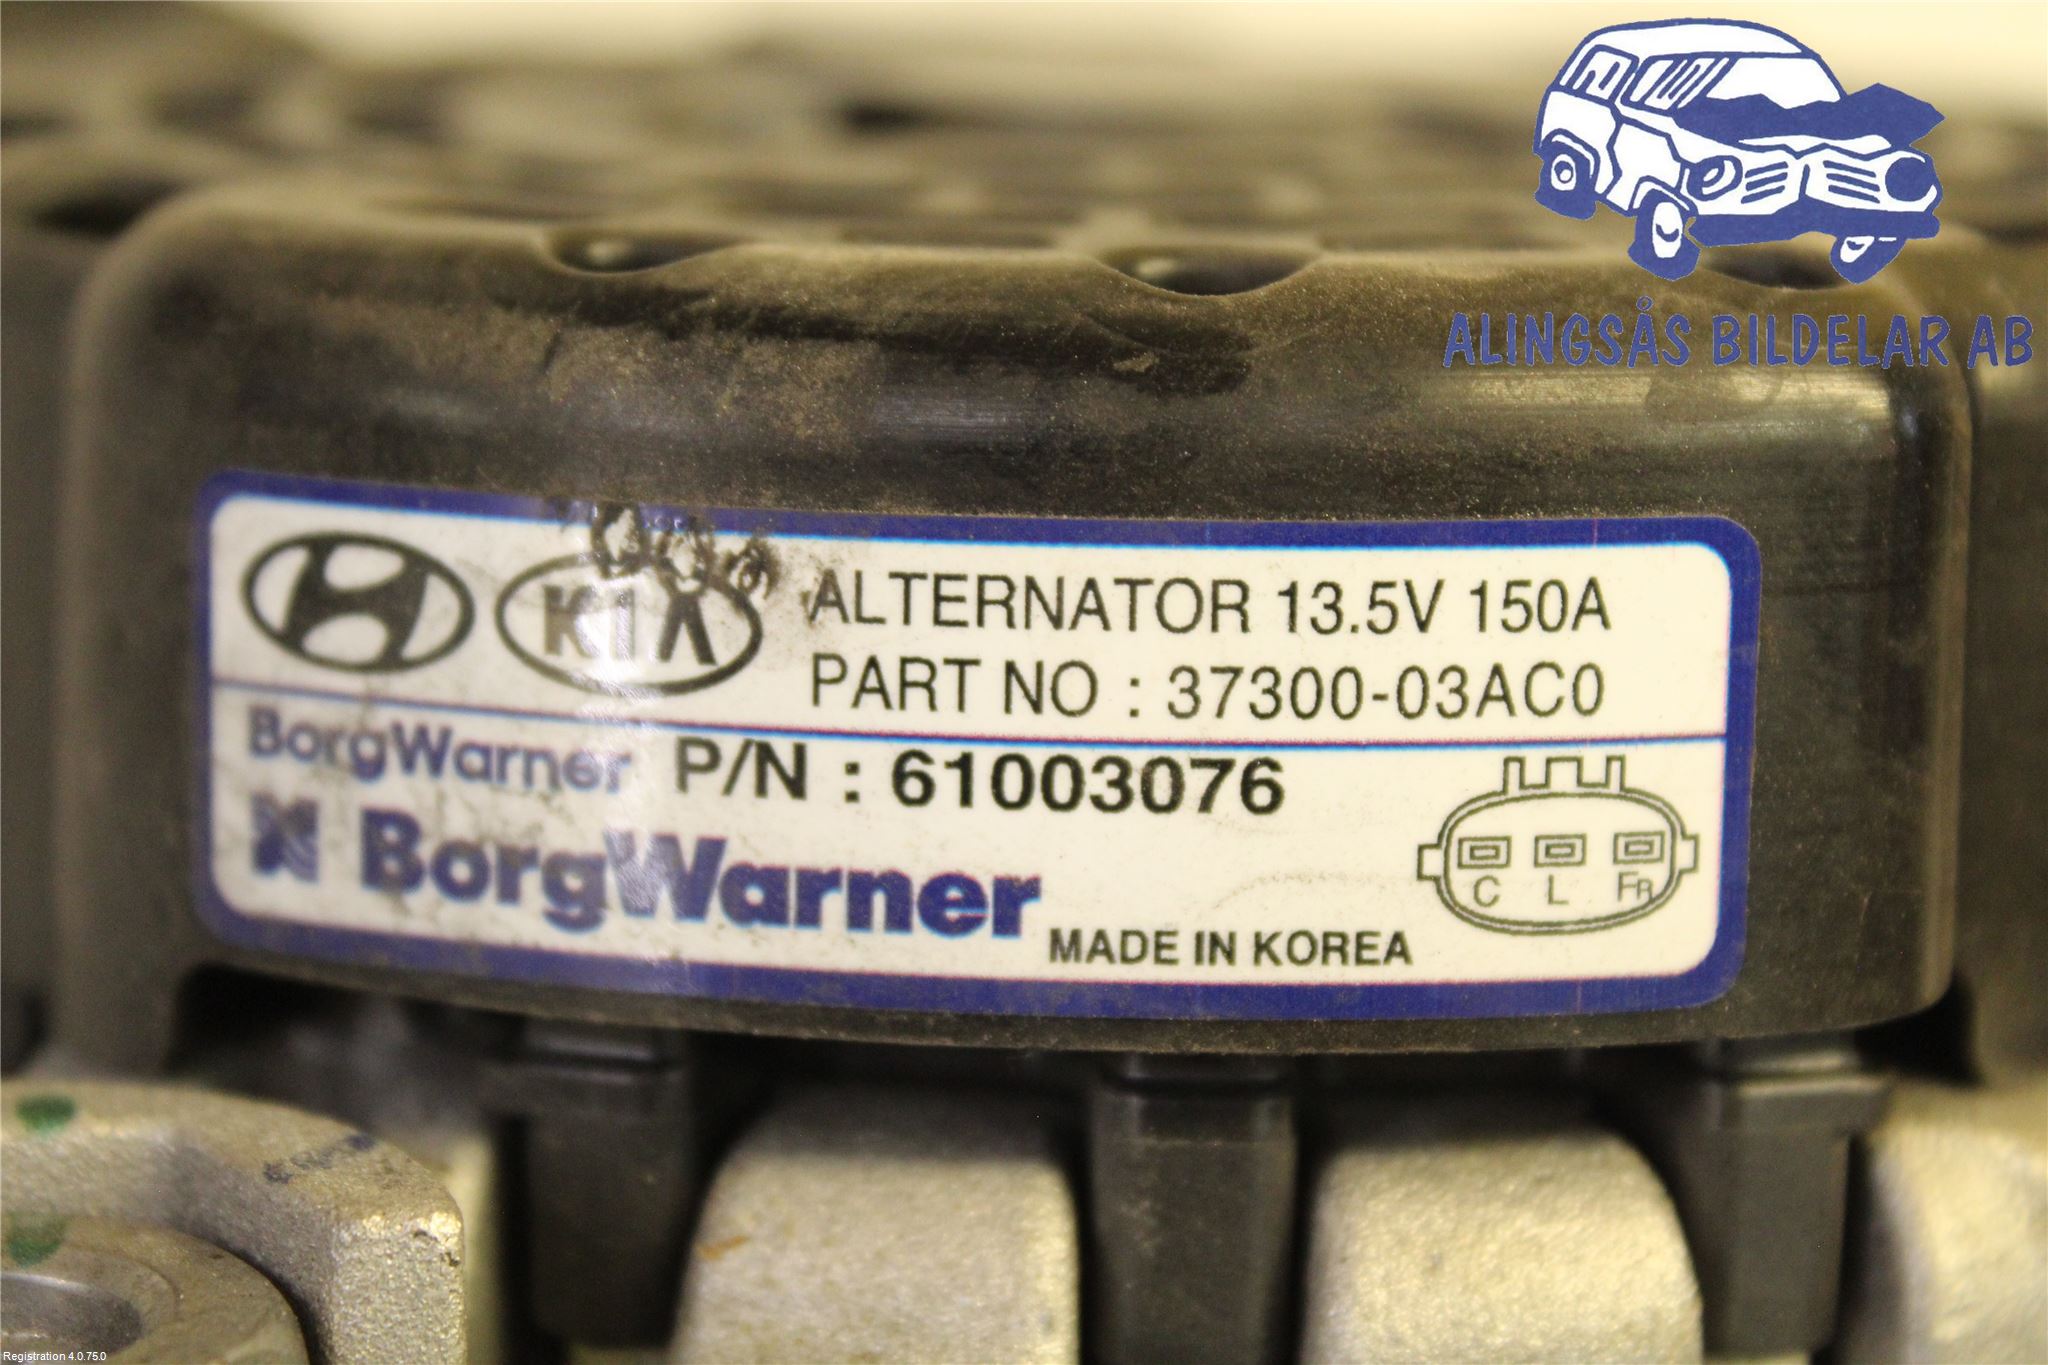 ALINGSÅS BILDELAR AB
KIA
ALTERNATOR 13.5V 150A
PART NO : 37300-03AC0
BorgWarner P/N : 61003076
BorgWarner
MADE IN KOREA
C L FR
Registration 4.0.75.0